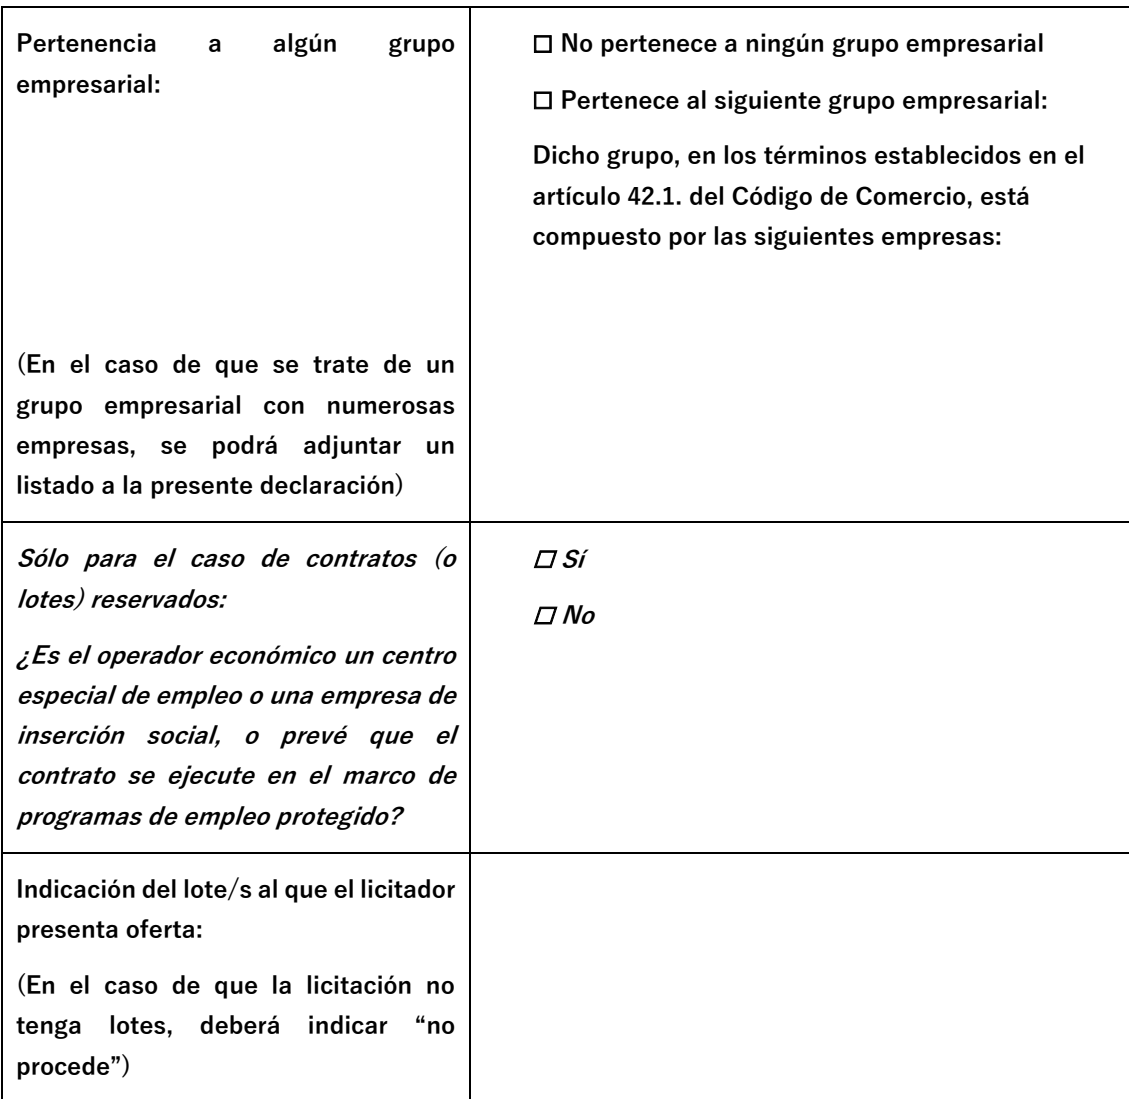 Pertenencia a algún grupo
empresarial:
(En el caso de que se trate de un
grupo empresarial con numerosas
empresas, se podrá adjuntar un
listado a la presente declaración)
☐ No pertenece a ningún grupo empresarial
☐ Pertenece al siguiente grupo empresarial:
Dicho grupo, en los términos establecidos en el
artículo 42.1. del Código de Comercio, está
compuesto por las siguientes empresas:
Sólo para el caso de contratos (o
lotes) reservados:
¿Es el operador económico un centro
especial de empleo o una empresa de
inserción social, o prevé que el
contrato se ejecute en el marco de
programas de empleo protegido?
☐ Sí
☐ No
Indicación del lote/s al que el licitador
presenta oferta:
(En el caso de que la licitación no
tenga lotes, deberá indicar “no
procede”)